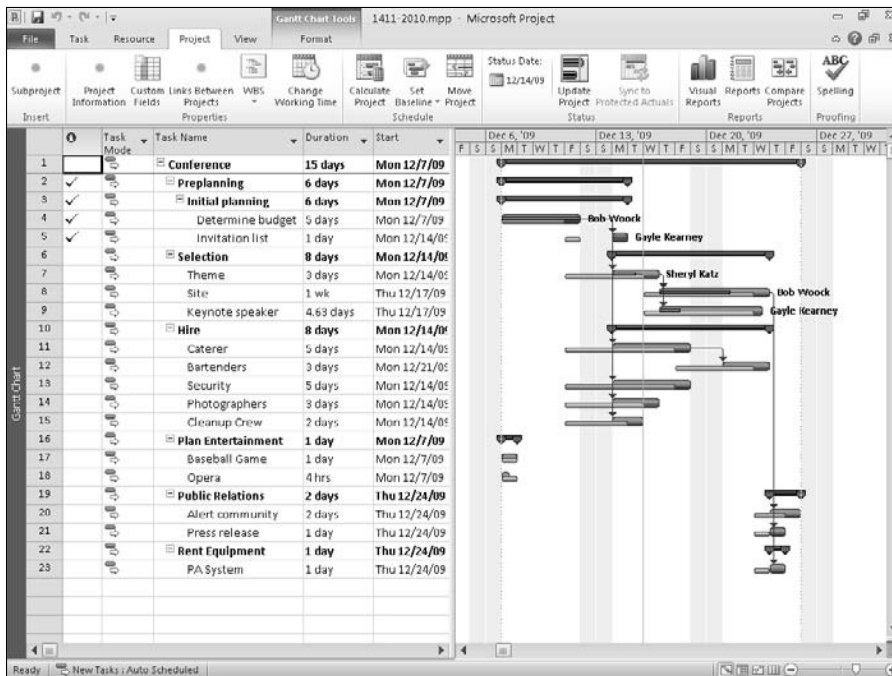 Gantt Chart Tools 1411-2010.mpp - Microsoft Project
File Task Resource Project View Format
Subproject
Project Information
Custom Fields
Links Between Projects
WBS
Change Working Time
Calculate Project
Set Baseline
Move Project
Status Date:
12/14/09
Update Project
Sync to Protected Actuals
Visual Reports
Reports
Compare Projects
ABC
Spelling
Insert Properties Schedule Status Reports Proofing
Task Mode Task Name Duration Start
Dec 6, '09 Dec 13, '09 Dec 20, '09 Dec 27, '09
F S S M T W T F S S M T W T F S S M T W T F S S M T W T
1 Conference 15 days Mon 12/7/09
2 Preplanning 6 days Mon 12/7/09
3 Initial planning 6 days Mon 12/7/09
4 Determine budget 5 days Mon 12/7/09 Bob Woock
5 Invitation list 1 day Mon 12/14/09 Gayle Kearney
6 Selection 8 days Mon 12/14/09
7 Theme 3 days Mon 12/14/09 Sheryl Katz
8 Site 1 wk Thu 12/17/09 Bob Woock
9 Keynote speaker 4.63 days Thu 12/17/09 Gayle Kearney
10 Hire 8 days Mon 12/14/09
11 Caterer 5 days Mon 12/14/09
12 Bartenders 3 days Mon 12/21/09
13 Security 5 days Mon 12/14/09
14 Photographers 3 days Mon 12/14/09
15 Cleanup Crew 2 days Mon 12/14/09
16 Plan Entertainment 1 day Mon 12/7/09
17 Baseball Game 1 day Mon 12/7/09
18 Opera 4 hrs Mon 12/7/09
19 Public Relations 2 days Thu 12/24/09
20 Alert community 2 days Thu 12/24/09
21 Press release 1 day Thu 12/24/09
22 Rent Equipment 1 day Thu 12/24/09
23 PA System 1 day Thu 12/24/09
Gantt Chart
Ready New Tasks : Auto Scheduled